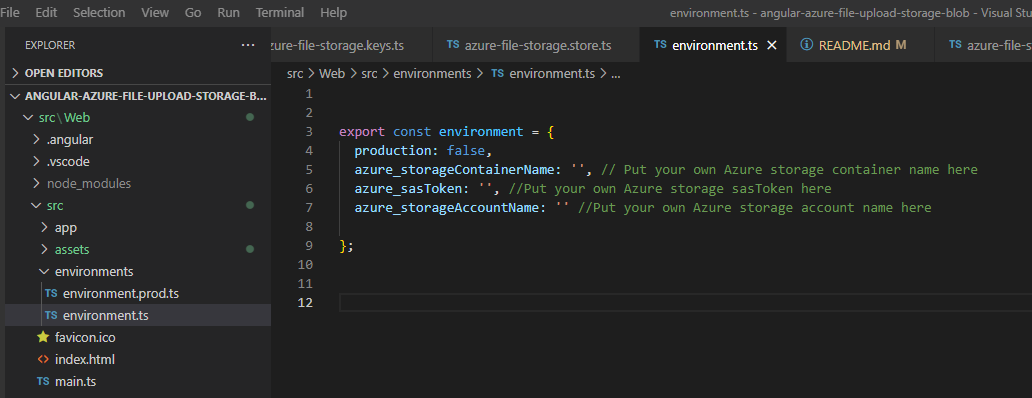 File Edit Selection View Go Run Terminal Help environment.ts - angular-azure-file-upload-storage-blob - Visual Stu
EXPLORER ...
zure-file-storage.keys.ts TS azure-file-storage.store.ts TS environment.ts × README.md M TS azure-file-s
OPEN EDITORS
ANGULAR-AZURE-FILE-UPLOAD-STORAGE-B...
src\Web
.angular
.vscode
node_modules
src
app
assets
environments
TS environment.prod.ts
TS environment.ts
favicon.ico
<> index.html
TS main.ts
src > Web > src > environments > TS environment.ts > ...
1
2
3 export const environment = {
4 production: false,
5 azure_storageContainerName: '', // Put your own Azure storage container name here
6 azure_sasToken: '', //Put your own Azure storage sasToken here
7 azure_storageAccountName: '' //Put your own Azure storage account name here
8
9 };
10
11
12